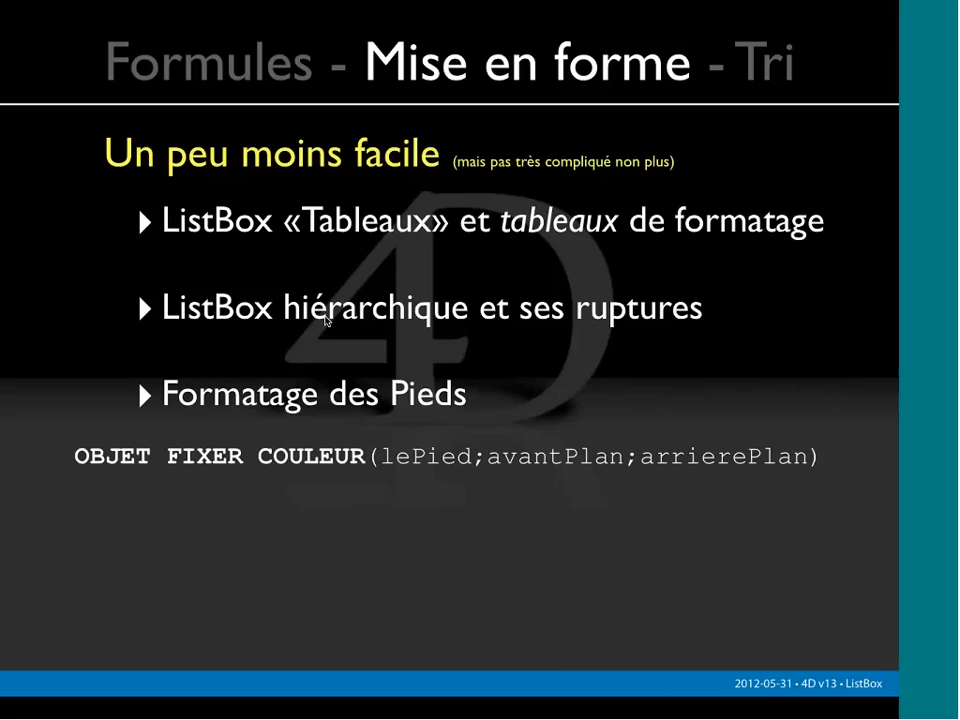 Formules - Mise en forme - Tri
Un peu moins facile (mais pas très compliqué non plus)
ListBox «Tableaux» et tableaux de formatage
ListBox hiérarchique et ses ruptures
Formatage des Pieds
OBJET FIXER COULEUR(lePied;avantPlan;arrierePlan)
4D
2012-05-31 • 4D v13 • ListBox